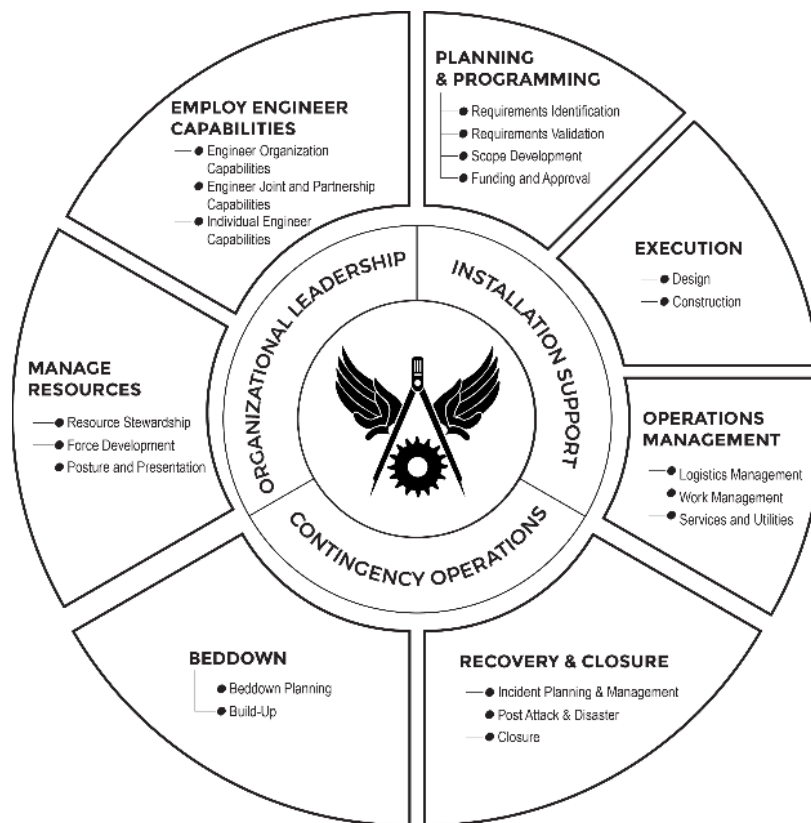 PLANNING
& PROGRAMMING
Requirements Identification
Requirements Validation
Scope Development
Funding and Approval
EXECUTION
Design
Construction
OPERATIONS
MANAGEMENT
Logistics Management
Work Management
Services and Utilities
RECOVERY & CLOSURE
Incident Planning & Management
Post Attack & Disaster
Closure
BEDDOWN
Beddown Planning
Build-Up
MANAGE
RESOURCES
Resource Stewardship
Force Development
Posture and Presentation
EMPLOY ENGINEER
CAPABILITIES
Engineer Organization
Capabilities
Engineer Joint and Partnership
Capabilities
Individual Engineer
Capabilities
ORGANIZATIONAL LEADERSHIP
INSTALLATION SUPPORT
CONTINGENCY OPERATIONS